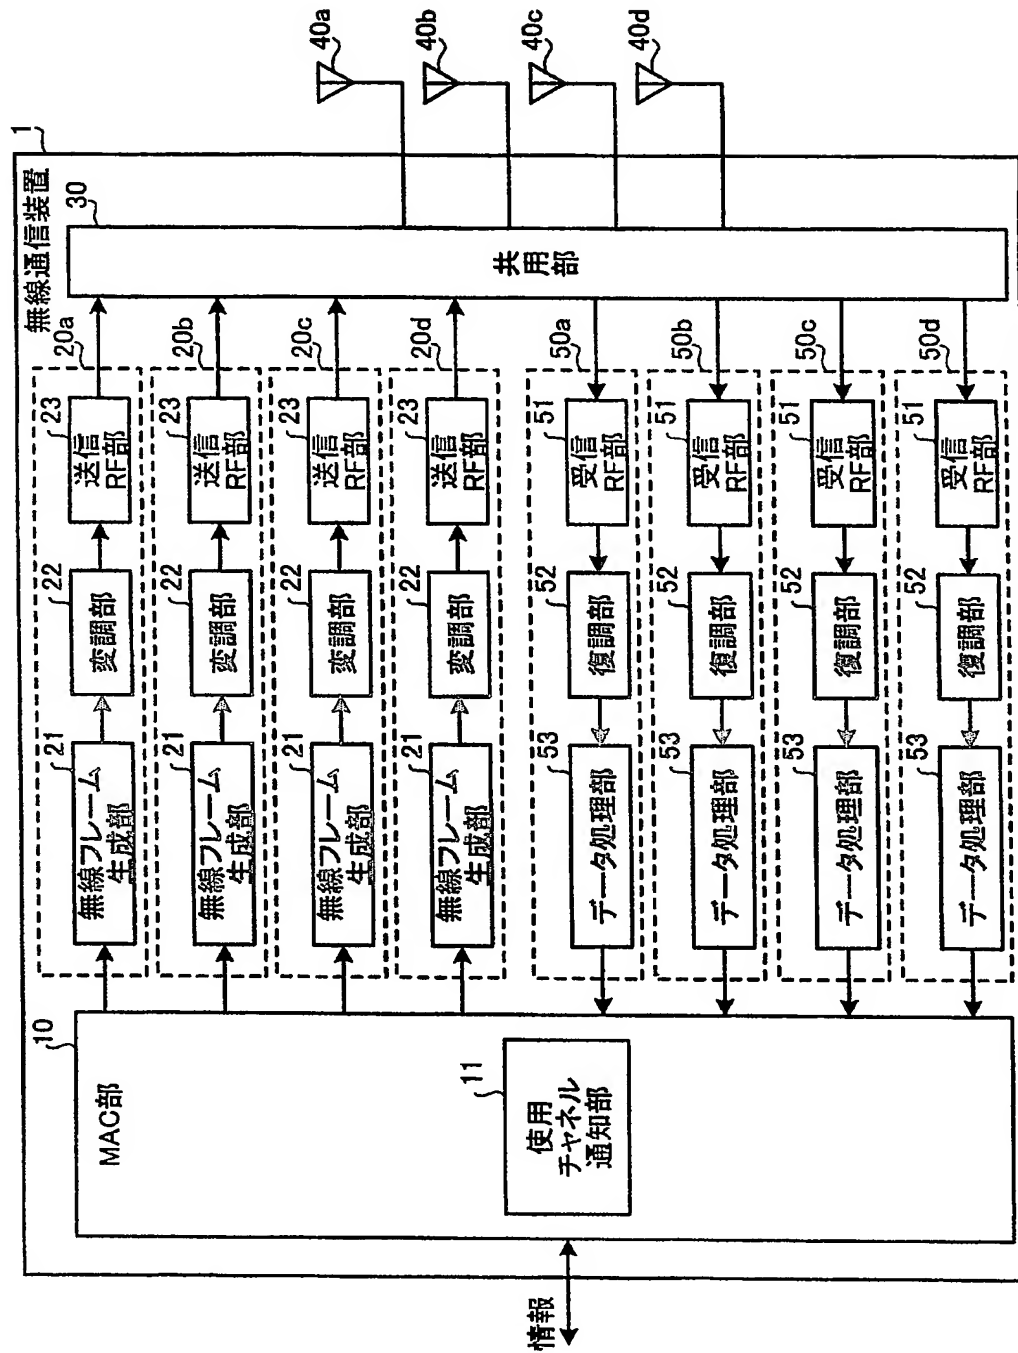 無線通信装置
1
30
共用部
40a
40b
40c
40d
20a
21
無線フレーム
生成部
22
変調部
23
送信
RF部
20b
21
無線フレーム
生成部
22
変調部
23
送信
RF部
20c
21
無線フレーム
生成部
22
変調部
23
送信
RF部
20d
21
無線フレーム
生成部
22
変調部
23
送信
RF部
50a
51
受信
RF部
52
復調部
53
データ処理部
50b
51
受信
RF部
52
復調部
53
データ処理部
50c
51
受信
RF部
52
復調部
53
データ処理部
50d
51
受信
RF部
52
復調部
53
データ処理部
10
MAC部
11
使用
チャネル
通知部
情報